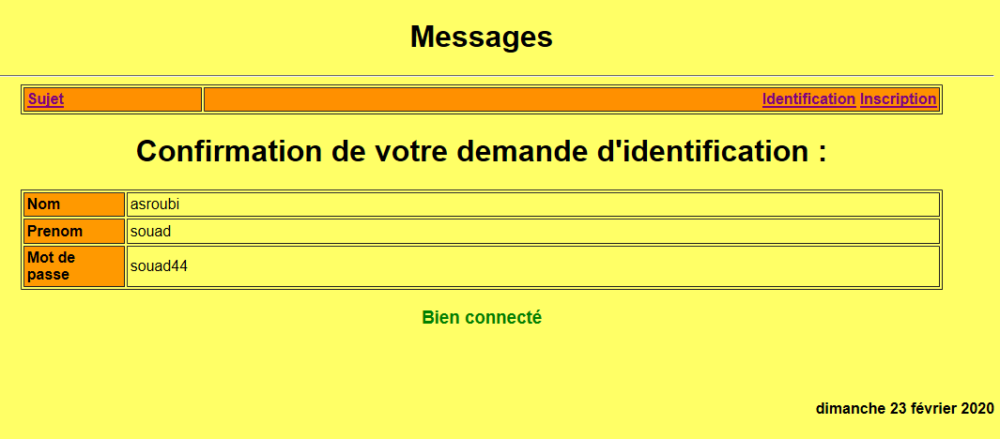 Messages
Sujet
Identification Inscription
Confirmation de votre demande d'identification :
Nom asroubi
Prenom souad
Mot de
passe souad44
Bien connecté
dimanche 23 février 2020